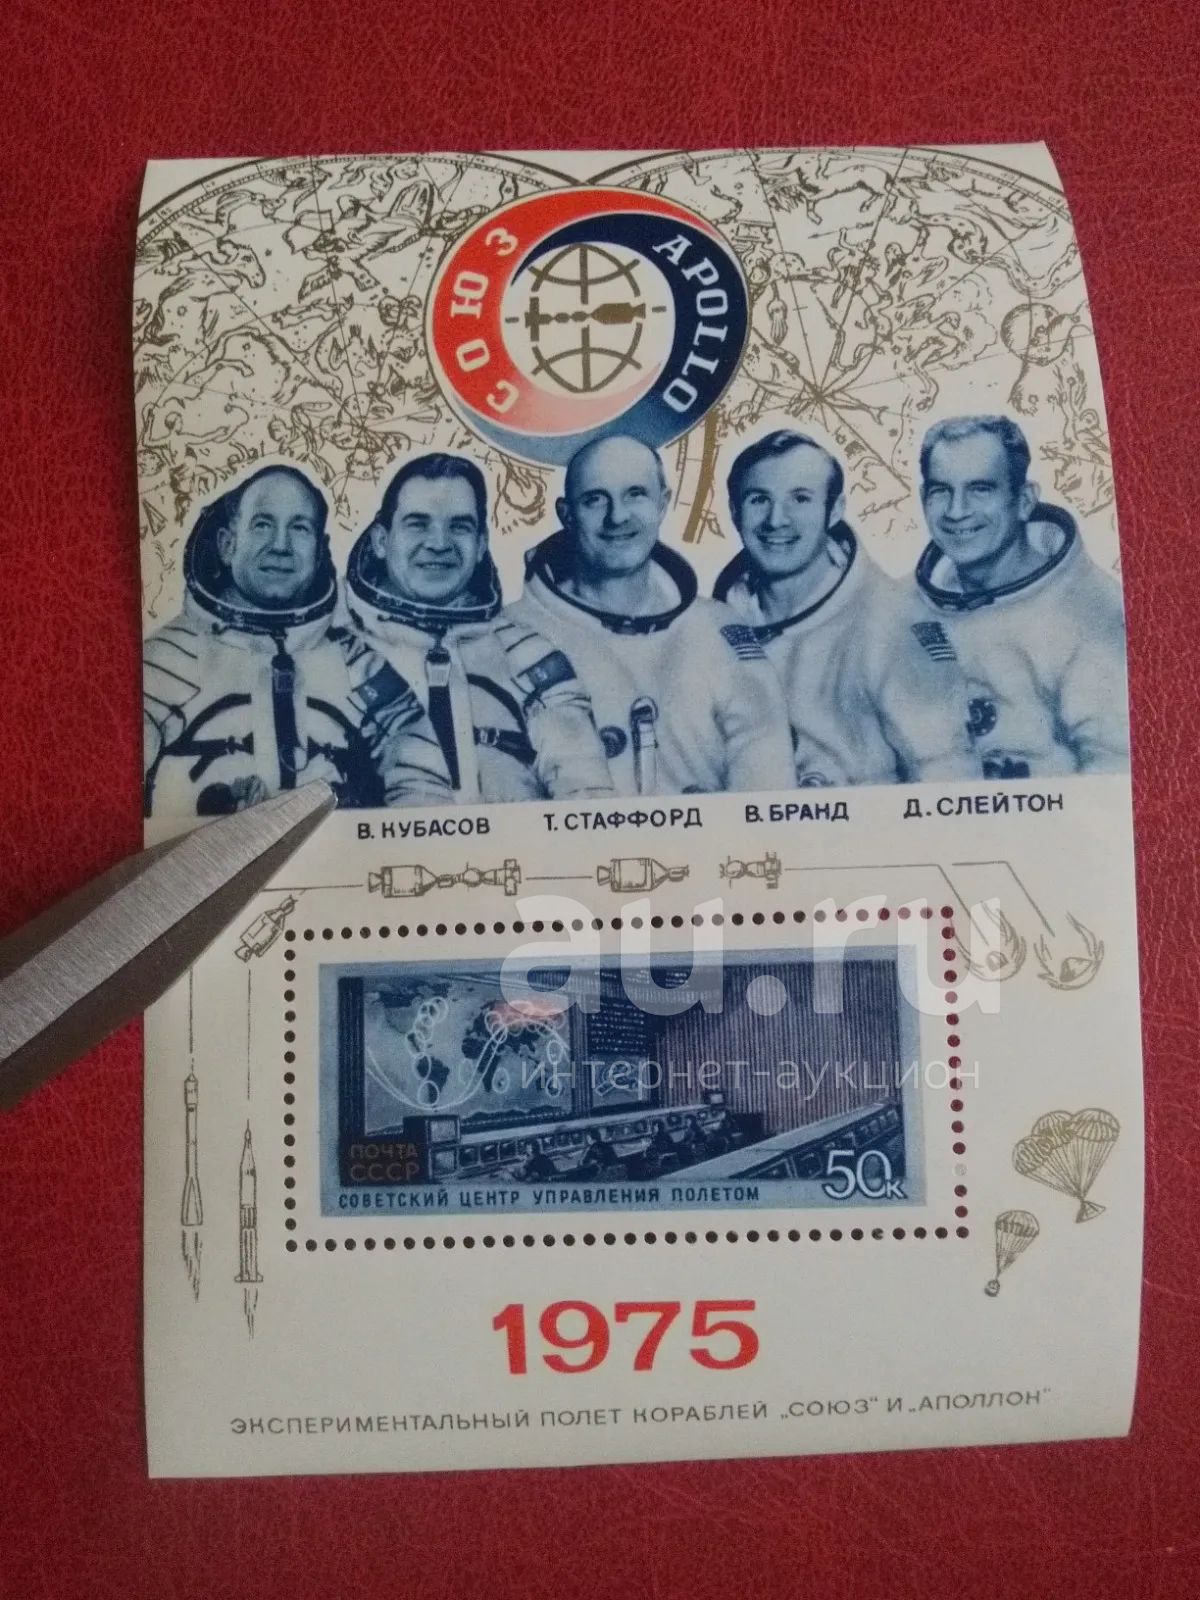 СОЮЗ
APOLLO
В. КУБАСОВ Т. СТАФФОРД В. БРАНД Д. СЛЕЙТОН
au.ru
интернет-аукцион
ПОЧТА
СССР
СОВЕТСКИЙ ЦЕНТР УПРАВЛЕНИЯ ПОЛЕТОМ 50к
1975
ЭКСПЕРИМЕНТАЛЬНЫЙ ПОЛЕТ КОРАБЛЕЙ „СОЮЗ" И „АПОЛЛОН"